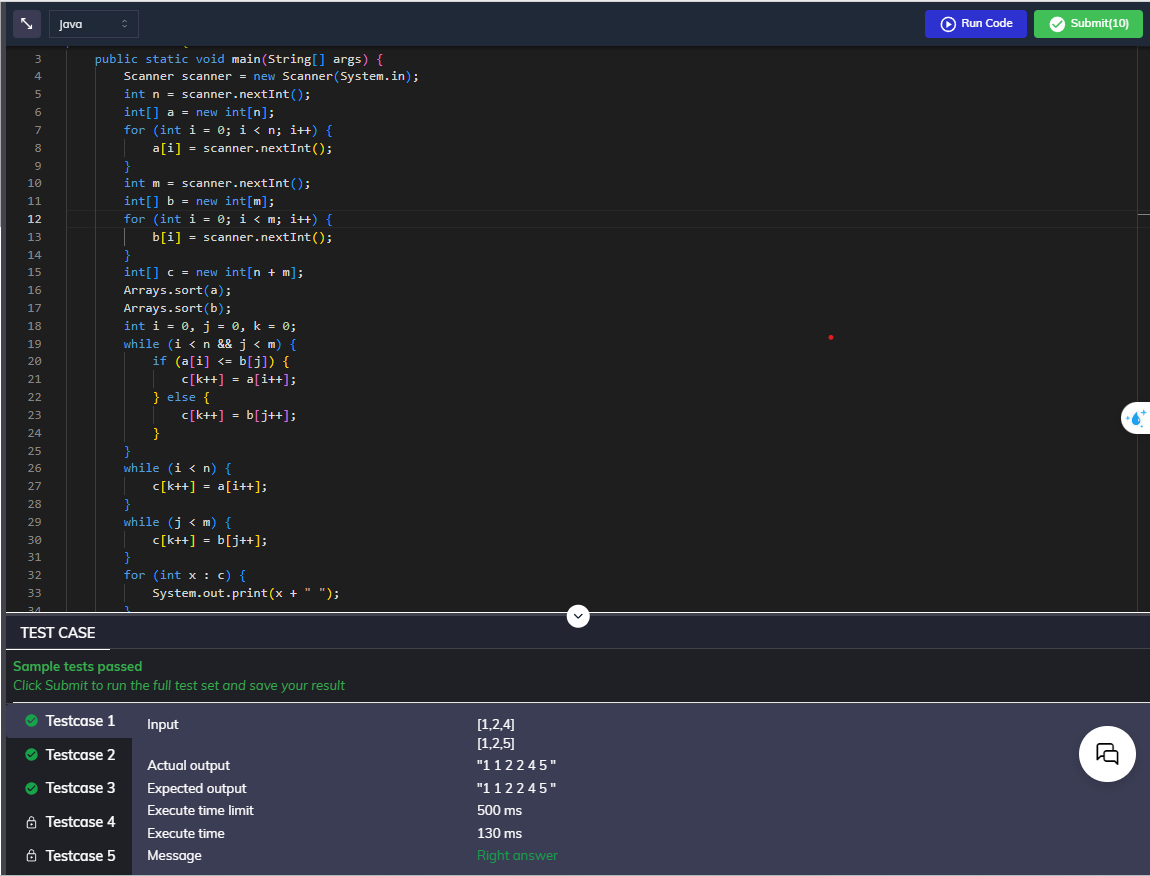 Java
Run Code
Submit(10)
3 public static void main(String[] args) {
4 Scanner scanner = new Scanner(System.in);
5 int n = scanner.nextInt();
6 int[] a = new int[n];
7 for (int i = 0; i < n; i++) {
8 a[i] = scanner.nextInt();
9 }
10 int m = scanner.nextInt();
11 int[] b = new int[m];
12 for (int i = 0; i < m; i++) {
13 b[i] = scanner.nextInt();
14 }
15 int[] c = new int[n + m];
16 Arrays.sort(a);
17 Arrays.sort(b);
18 int i = 0, j = 0, k = 0;
19 while (i < n && j < m) {
20 if (a[i] <= b[j]) {
21 c[k++] = a[i++];
22 } else {
23 c[k++] = b[j++];
24 }
25 }
26 while (i < n) {
27 c[k++] = a[i++];
28 }
29 while (j < m) {
30 c[k++] = b[j++];
31 }
32 for (int x : c) {
33 System.out.print(x + " ");
34 }
TEST CASE
Sample tests passed
Click Submit to run the full test set and save your result
Testcase 1
Testcase 2
Testcase 3
Testcase 4
Testcase 5
Input [1,2,4]
[1,2,5]
Actual output "1 1 2 2 4 5 "
Expected output "1 1 2 2 4 5 "
Execute time limit 500 ms
Execute time 130 ms
Message Right answer